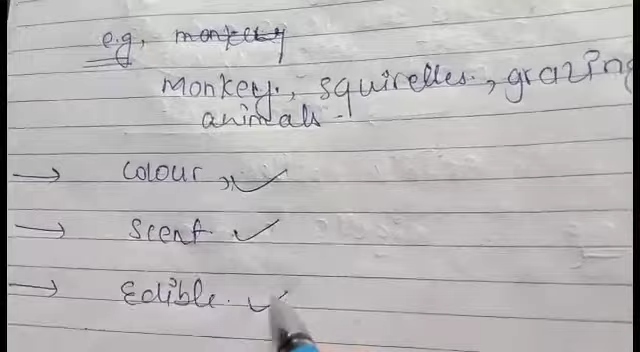 e.g, monkey
Monkey, squirelles, grazing
animals.
→ Colour, ✓
→ Scent ✓
→ Edible. ✓